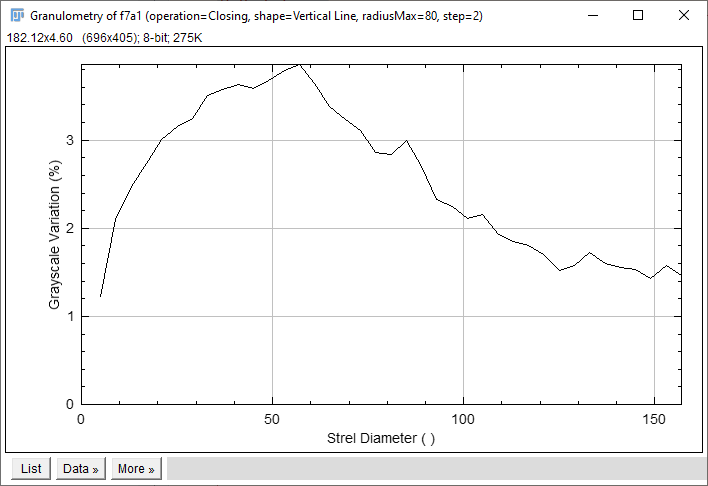 Granulometry of f7a1 (operation=Closing, shape=Vertical Line, radiusMax=80, step=2)
182.12x4.60 (696x405); 8-bit; 275K
Grayscale Variation (%)
3
2
1
0
0 50 100 150
Strel Diameter ( )
List Data » More »